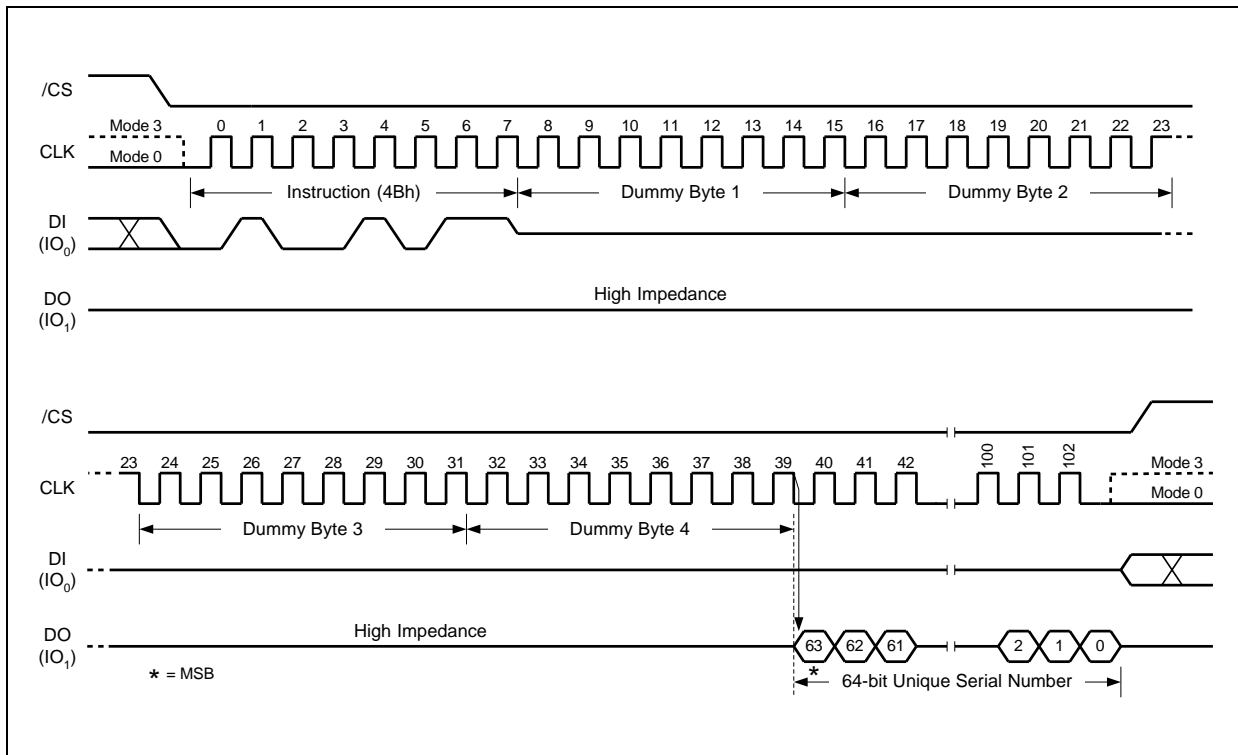 /CS
Mode 3
0 1 2 3 4 5 6 7 8 9 10 11 12 13 14 15 16 17 18 19 20 21 22 23
CLK
Mode 0
Instruction (4Bh)
Dummy Byte 1
Dummy Byte 2
DI
(IO0)
High Impedance
DO
(IO1)
/CS
23 24 25 26 27 28 29 30 31 32 33 34 35 36 37 38 39 40 41 42 100 101 102
Mode 3
CLK
Mode 0
Dummy Byte 3
Dummy Byte 4
DI
(IO0)
High Impedance
DO
(IO1)
63 62 61 2 1 0
* = MSB
*
64-bit Unique Serial Number